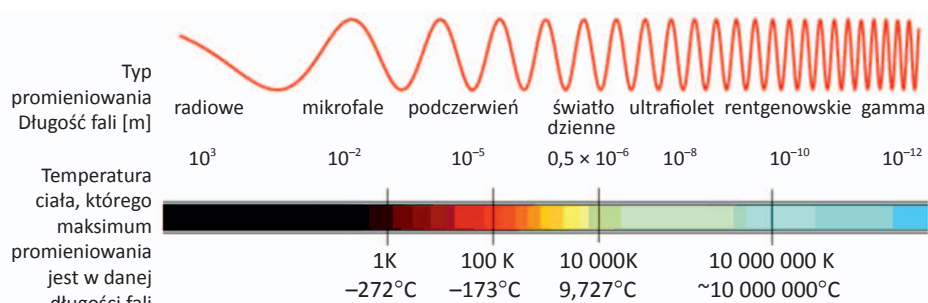 Typ
promieniowania
Długość fali [m]
radiowe mikrofale podczerwień światło dzienne ultrafiolet rentgenowskie gamma
10³ 10⁻² 10⁻⁵ 0,5 × 10⁻⁶ 10⁻⁸ 10⁻¹⁰ 10⁻¹²
Temperatura
ciała, którego
maksimum
promieniowania
jest w danej
długości fali
1K 100 K 10 000K 10 000 000 K
–272°C –173°C 9,727°C ~10 000 000°C